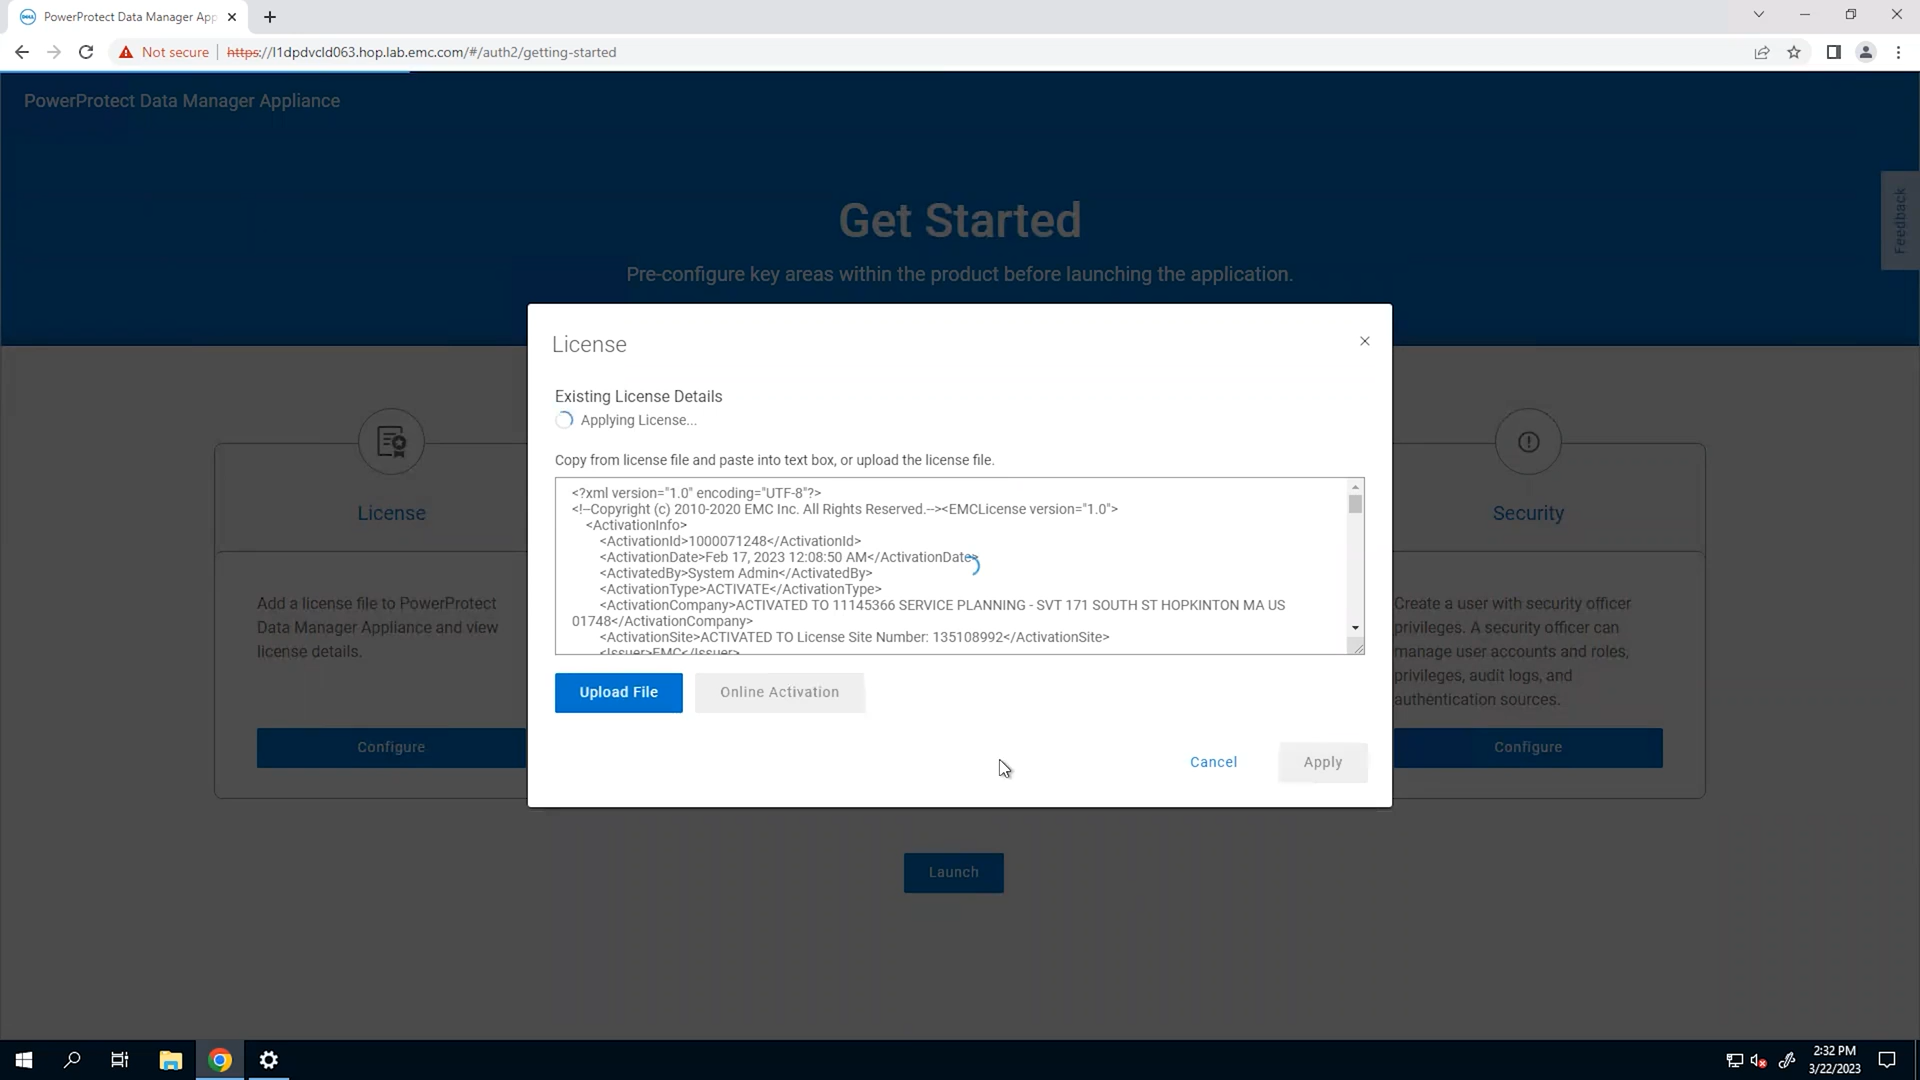 PowerProtect Data Manager App
Not secure
https://l1dpdvcld063.hop.lab.emc.com/#/auth2/getting-started
PowerProtect Data Manager Appliance
Feedback
Get Started
Pre-configure key areas within the product before launching the application.
License
Existing License Details
Applying License...
Copy from license file and paste into text box, or upload the license file.
<?xml version="1.0" encoding="UTF-8"?>
<!--Copyright (c) 2010-2020 EMC Inc. All Rights Reserved.--><EMCLicense version="1.0">
<ActivationInfo>
<ActivationId>1000071248</ActivationId>
<ActivationDate>Feb 17, 2023 12:08:50 AM</ActivationDate>
<ActivatedBy>System Admin</ActivatedBy>
<ActivationType>ACTIVATE</ActivationType>
<ActivationCompany>ACTIVATED TO 11145366 SERVICE PLANNING - SVT 171 SOUTH ST HOPKINTON MA US
01748</ActivationCompany>
<ActivationSite>ACTIVATED TO License Site Number: 135108992</ActivationSite>
<Issuer>EMC</Issuer>
Upload File
Online Activation
Cancel
Apply
License
Add a license file to PowerProtect
Data Manager Appliance and view
license details.
Configure
Security
Create a user with security officer
privileges. A security officer can
manage user accounts and roles,
privileges, audit logs, and
authentication sources.
Configure
Launch
2:32 PM
3/22/2023